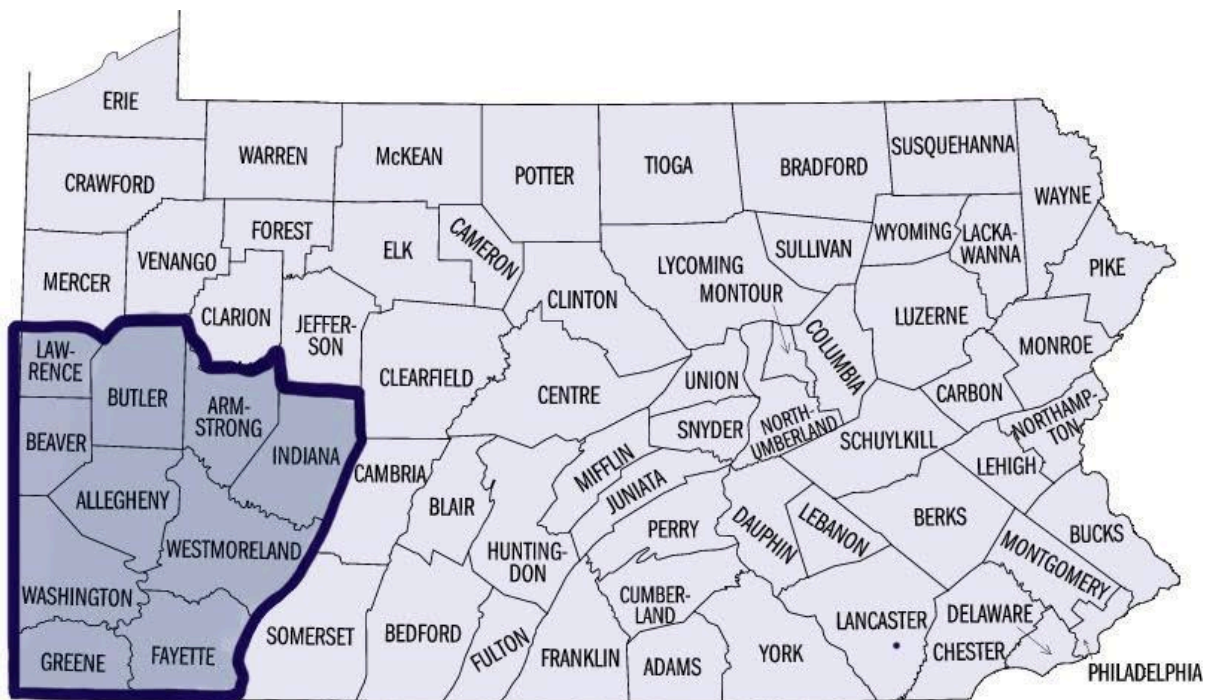 ERIE
WARREN
McKEAN
POTTER
TIOGA
BRADFORD
SUSQUEHANNA
CRAWFORD
WAYNE
FOREST
ELK
CAMERON
SULLIVAN
WYOMING
LACKA-
WANNA
VENANGO
MERCER
LYCOMING
MONTOUR
PIKE
CLINTON
CLARION
JEFFER-
SON
COLUMBIA
LUZERNE
MONROE
LAW-
RENCE
BUTLER
CLEARFIELD
CENTRE
UNION
CARBON
ARM-
STRONG
SNYDER
NORTH-
UMBERLAND
NORTHAMP-
TON
BEAVER
INDIANA
SCHUYLKILL
LEHIGH
CAMBRIA
MIFFLIN
JUNIATA
ALLEGHENY
BLAIR
PERRY
DAUPHIN
LEBANON
BERKS
BUCKS
WESTMORELAND
HUNTING-
DON
MONTGOMERY
WASHINGTON
CUMBER-
LAND
LANCASTER
DELAWARE
SOMERSET
BEDFORD
FULTON
FRANKLIN
ADAMS
YORK
CHESTER
GREENE
FAYETTE
PHILADELPHIA